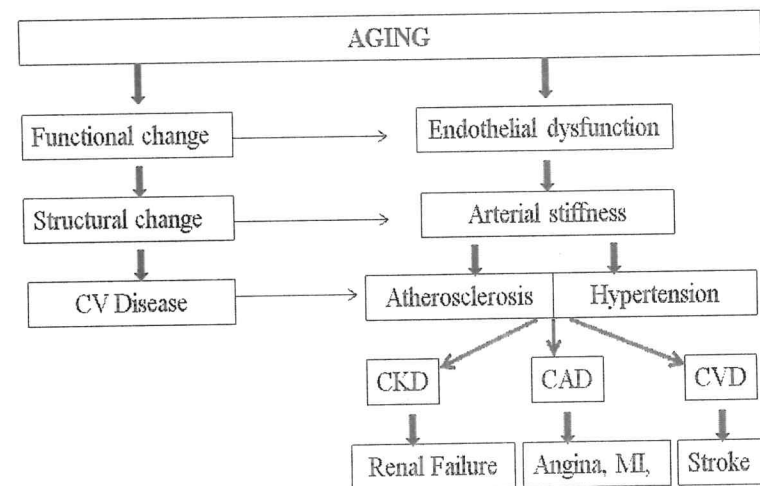 AGING
Functional change
Endothelial dysfunction
Structural change
Arterial stiffness
CV Disease
Atherosclerosis
Hypertension
CKD
CAD
CVD
Renal Failure
Angina, MI,
Stroke